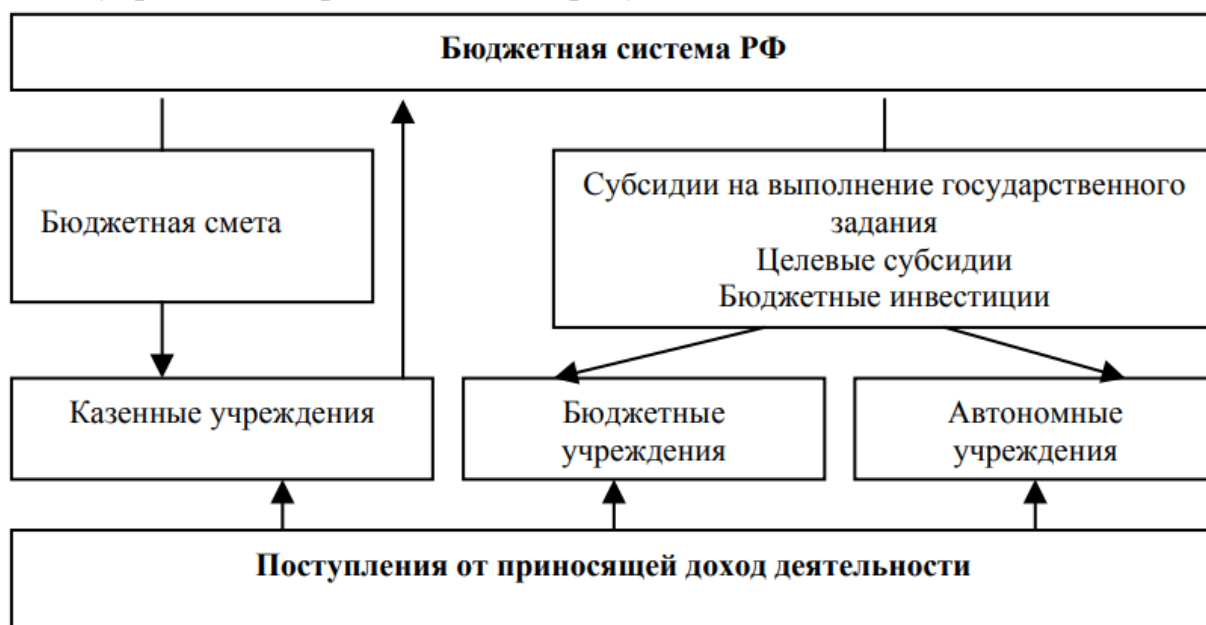 Бюджетная система РФ
Бюджетная смета
Субсидии на выполнение государственного
задания
Целевые субсидии
Бюджетные инвестиции
Казенные учреждения
Бюджетные
учреждения
Автономные
учреждения
Поступления от приносящей доход деятельности